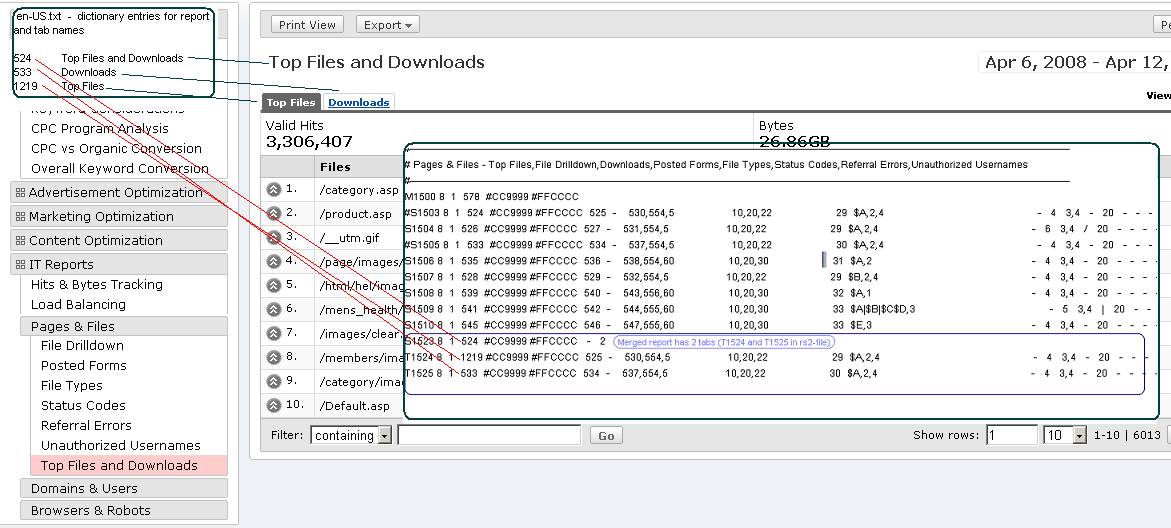 en-US.txt - dictionary entries for report
and tab names
524 Top Files and Downloads
533 Downloads
1219 Top Files
Keyword Considerations
CPC Program Analysis
CPC vs Organic Conversion
Overall Keyword Conversion
Advertisement Optimization
Marketing Optimization
Content Optimization
IT Reports
Hits & Bytes Tracking
Load Balancing
Pages & Files
File Drilldown
Posted Forms
File Types
Status Codes
Referral Errors
Unauthorized Usernames
Top Files and Downloads
Domains & Users
Browsers & Robots
Print View Export Pe
Top Files and Downloads Apr 6, 2008 - Apr 12,
View
Top Files Downloads
Valid Hits Bytes
3,306,407 26.86GB
Files
1. /category.asp
2. /product.asp
3. /__utm.gif
4. /page/images/
5. /html/hel/imag
6. /mens_health/
7. /images/clear.
8. /members/imag
9. /category/imag
10. /Default.asp
# Pages & Files - Top Files,File Drilldown,Downloads,Posted Forms,File Types,Status Codes,Referral Errors,Unauthorized Usernames
#
M1500 8 1 578 #CC9999 #FFCCCC
#S1503 8 1 524 #CC9999 #FFCCCC 525 - 530,554,5 10,20,22 29 $A,2,4 - 4 3,4 - 20 - - -
S1504 8 1 526 #CC9999 #FFCCCC 527 - 531,554,5 10,20,22 29 $A,2,4 - 6 3,4 / 20 - - -
#S1505 8 1 533 #CC9999 #FFCCCC 534 - 537,554,5 10,20,22 30 $A,2,4 - 4 3,4 - 20 - - -
S1506 8 1 535 #CC9999 #FFCCCC 536 - 538,554,60 10,20,30 31 $A,2 - 4 3,4 - 20 - - - -
S1507 8 1 528 #CC9999 #FFCCCC 529 - 532,554,5 10,20,22 29 $B,2,4 - 4 3,4 - 20 - - - -
S1508 8 1 539 #CC9999 #FFCCCC 540 - 543,556,60 10,20,30 32 $A,1 - 4 3,4 - 20 - - - -
S1509 8 1 541 #CC9999 #FFCCCC 542 - 544,555,60 10,20,30 33 $A|$B|$C$D,3 - 5 3,4 | 20 - - -
S1510 8 1 545 #CC9999 #FFCCCC 546 - 547,555,60 10,20,30 33 $E,3 - 4 3,4 - 20 - - - -
S1523 8 1 524 #CC9999 #FFCCCC - 2 Merged report has 2 tabs (T1524 and T1525 in rs2-file)
T1524 8 1 1219 #CC9999 #FFCCCC 525 - 530,554,5 10,20,22 29 $A,2,4 - 4 3,4 - 20 - - -
T1525 8 1 533 #CC9999 #FFCCCC 534 - 537,554,5 10,20,22 30 $A,2,4 - 4 3,4 - 20 - - - -
Filter: containing Go Show rows: 1 10 1-10 | 6013